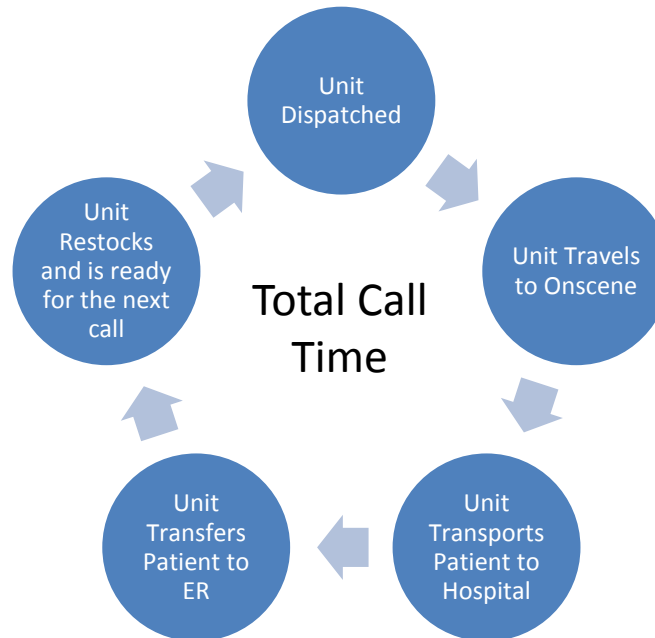 Unit
Dispatched
Unit Travels
to Onscene
Unit
Transports
Patient to
Hospital
Unit
Transfers
Patient to
ER
Unit
Restocks
and is ready
for the next
call
Total Call
Time